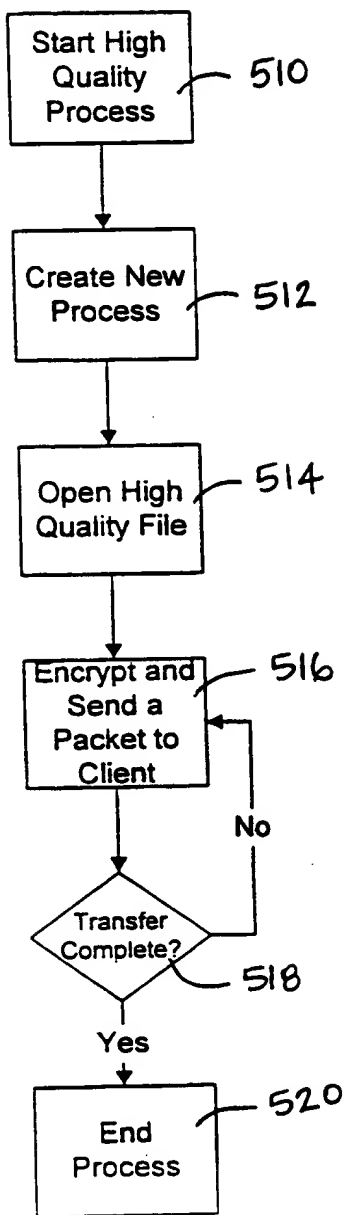 Start High
Quality
Process
510
Create New
Process
512
Open High
Quality File
514
Encrypt and
Send a
Packet to
Client
516
No
Transfer
Complete?
518
Yes
End
Process
520